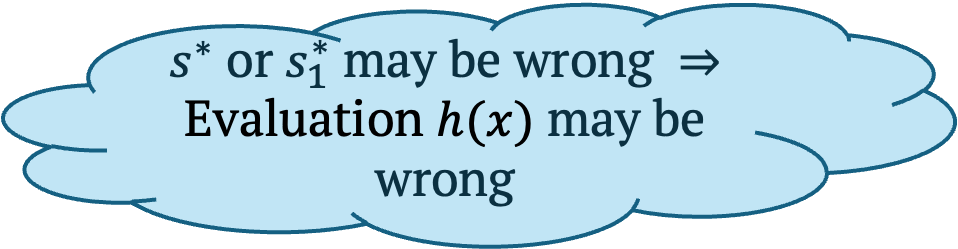 s* or s₁* may be wrong ⇒
Evaluation h(x) may be
wrong